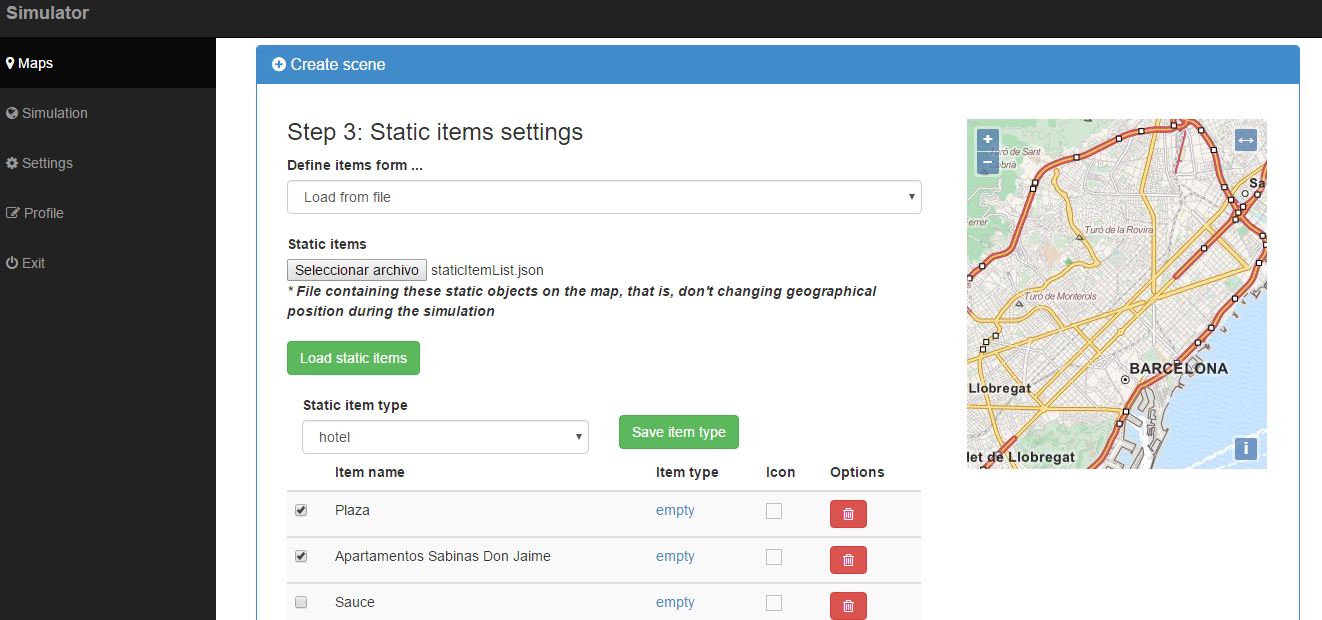 Simulator
Maps
Simulation
Settings
Profile
Exit
Create scene
Step 3: Static items settings
Define items form ...
Load from file
Static items
Seleccionar archivo staticItemList.json
* File containing these static objects on the map, that is, don't changing geographical
position during the simulation
Load static items
Static item type
hotel
Save item type
Item name Item type Icon Options
Plaza empty
Apartamentos Sabinas Don Jaime empty
Sauce empty
+
−
Turó de Sant
Sa
Turó de la Rovira
Turó de Monterols
BARCELONA
Llobregat
let de Llobregat
i